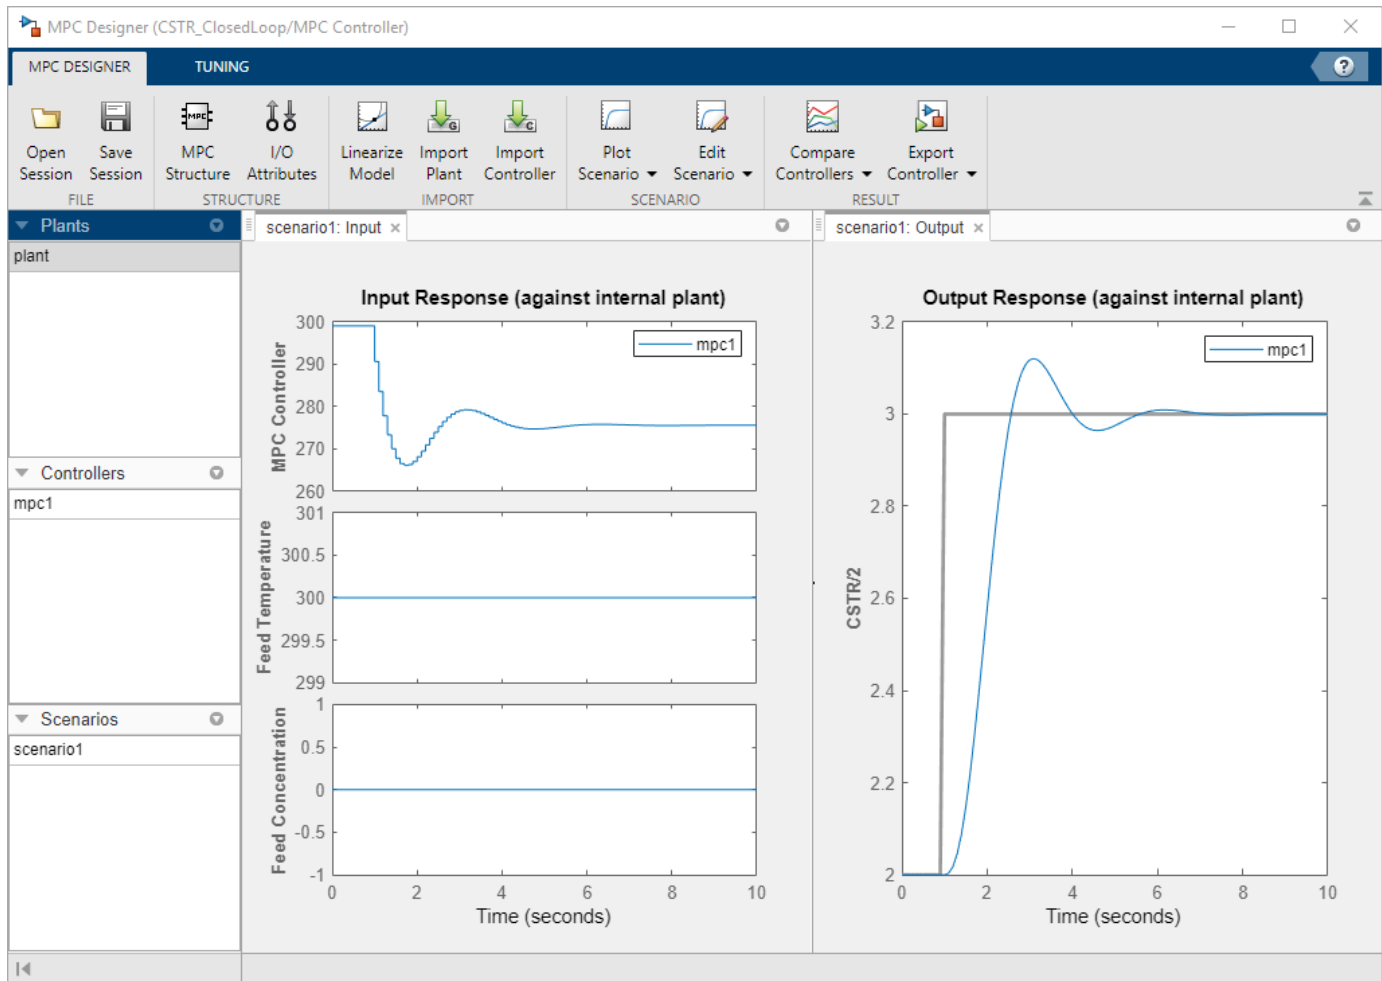 MPC Designer (CSTR_ClosedLoop/MPC Controller)
MPC DESIGNER
TUNING
?
MPC
G
C
Open
Session
Save
Session
MPC
Structure
I/O
Attributes
Linearize
Model
Import
Plant
Import
Controller
Plot
Scenario
Edit
Scenario
Compare
Controllers
Export
Controller
FILE
STRUCTURE
IMPORT
SCENARIO
RESULT
Plants
plant
Controllers
mpc1
Scenarios
scenario1
scenario1: Input ×
Input Response (against internal plant)
MPC Controller
300
290
280
270
260
mpc1
Feed Temperature
301
300.5
300
299.5
299
Feed Concentration
1
0.5
0
-0.5
-1
0 2 4 6 8 10
Time (seconds)
scenario1: Output ×
Output Response (against internal plant)
CSTR/2
3.2
3
2.8
2.6
2.4
2.2
2
mpc1
0 2 4 6 8 10
Time (seconds)